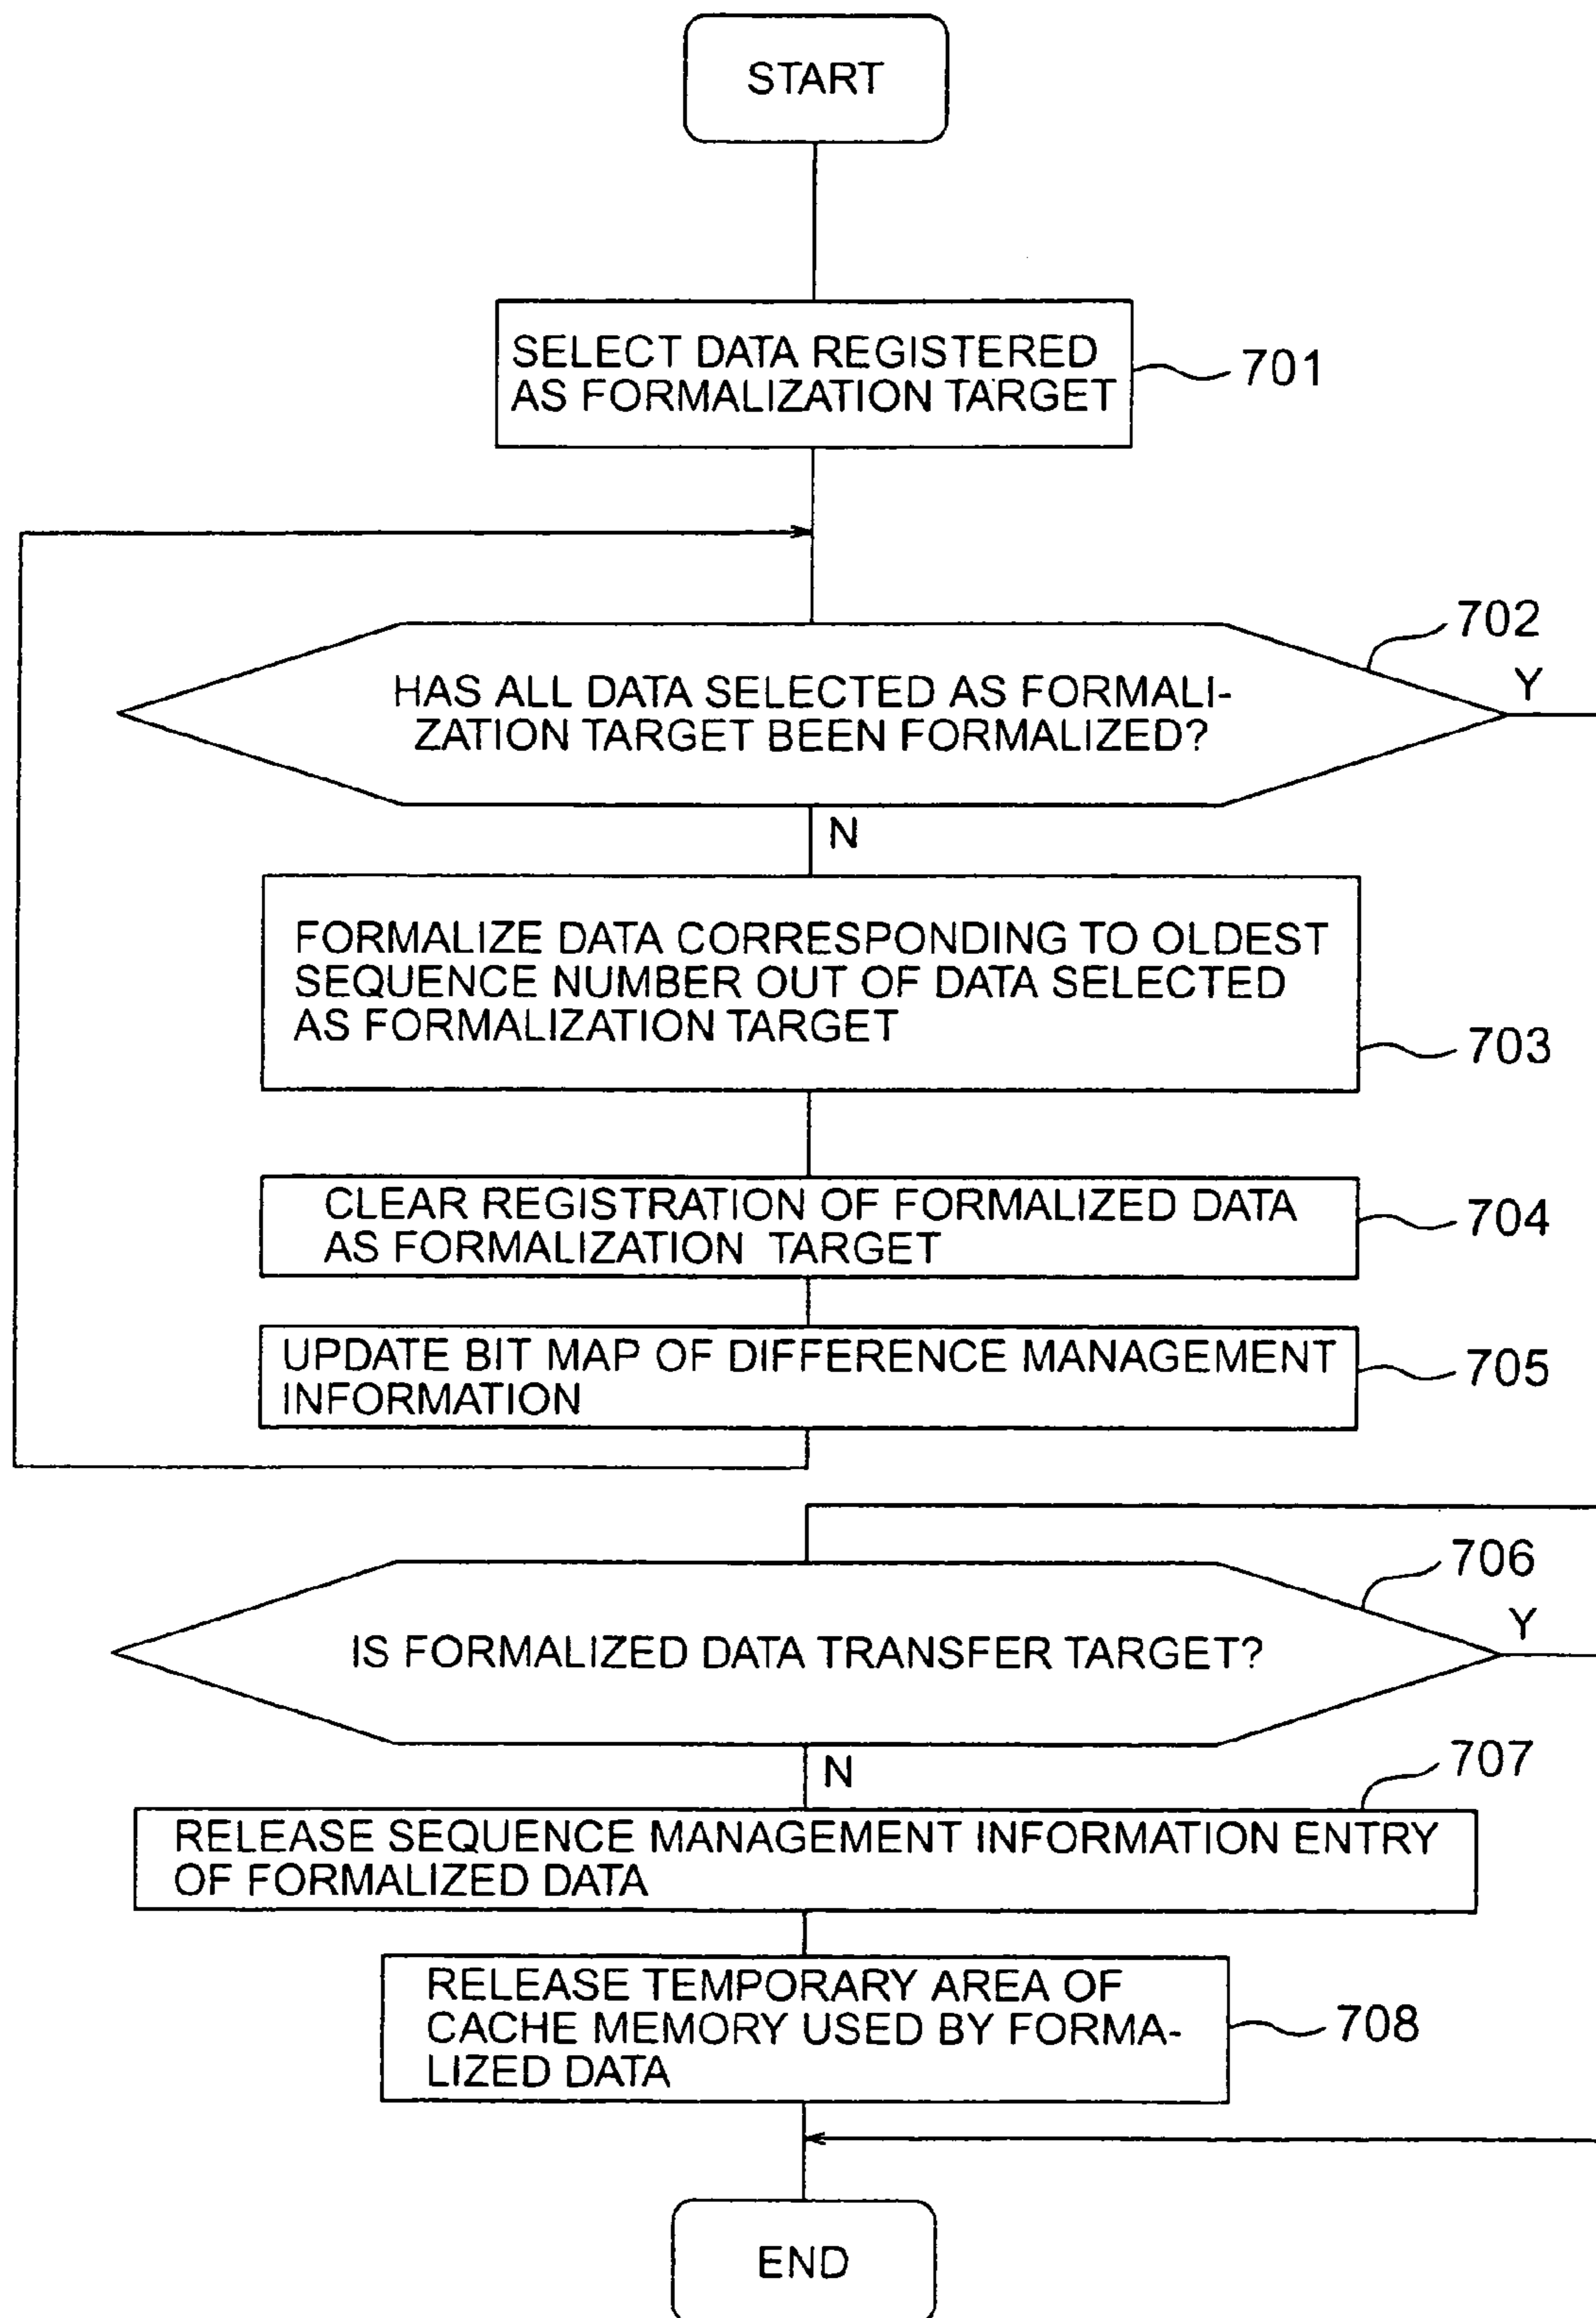 START
SELECT DATA REGISTERED
AS FORMALIZATION TARGET
701
702
Y
HAS ALL DATA SELECTED AS FORMALI-
ZATION TARGET BEEN FORMALIZED?
N
FORMALIZE DATA CORRESPONDING TO OLDEST
SEQUENCE NUMBER OUT OF DATA SELECTED
AS FORMALIZATION TARGET
703
CLEAR REGISTRATION OF FORMALIZED DATA
AS FORMALIZATION TARGET
704
UPDATE BIT MAP OF DIFFERENCE MANAGEMENT
INFORMATION
705
706
Y
IS FORMALIZED DATA TRANSFER TARGET?
N
707
RELEASE SEQUENCE MANAGEMENT INFORMATION ENTRY
OF FORMALIZED DATA
RELEASE TEMPORARY AREA OF
CACHE MEMORY USED BY FORMA-
LIZED DATA
708
END